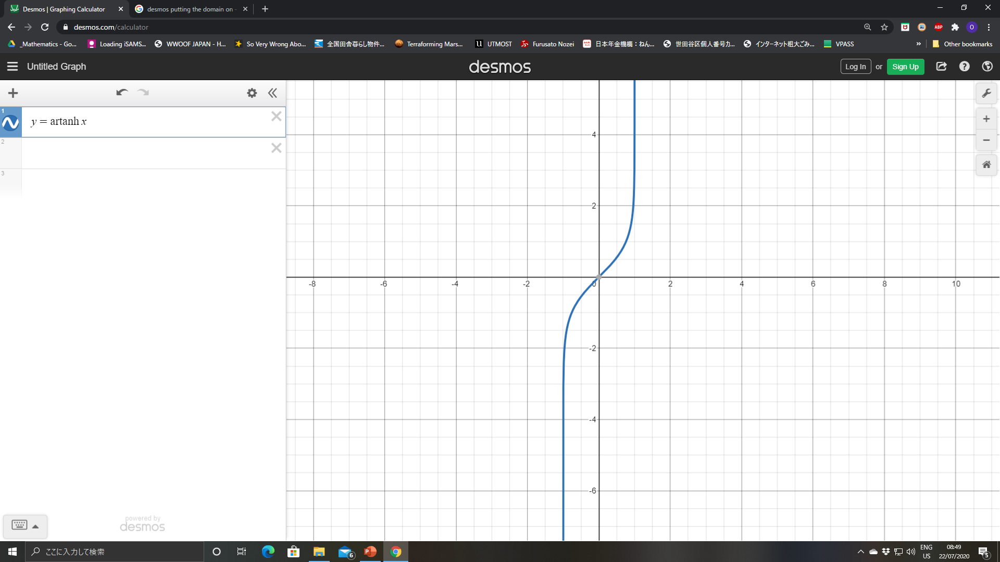 Desmos | Graphing Calculator
desmos putting the domain on -
desmos.com/calculator
ABP
O
_Mathematics - Go...
Loading iSAMS...
WWOOF JAPAN - H...
So Very Wrong Abo...
全国田舎暮らし物件...
Terraforming Mars...
UTMOST
Furusato Nozei
日本年金機構：ねん...
世田谷区個人番号カ...
インターネット粗大ごみ...
VPASS
»
Other bookmarks
Untitled Graph
desmos
Log In
or
Sign Up
1
y = artanh x
2
3
4
2
-8
-6
-4
-2
0
2
4
6
8
10
-2
-4
-6
powered by
desmos
ここに入力して検索
6
P
ENG
US
08:49
22/07/2020
5